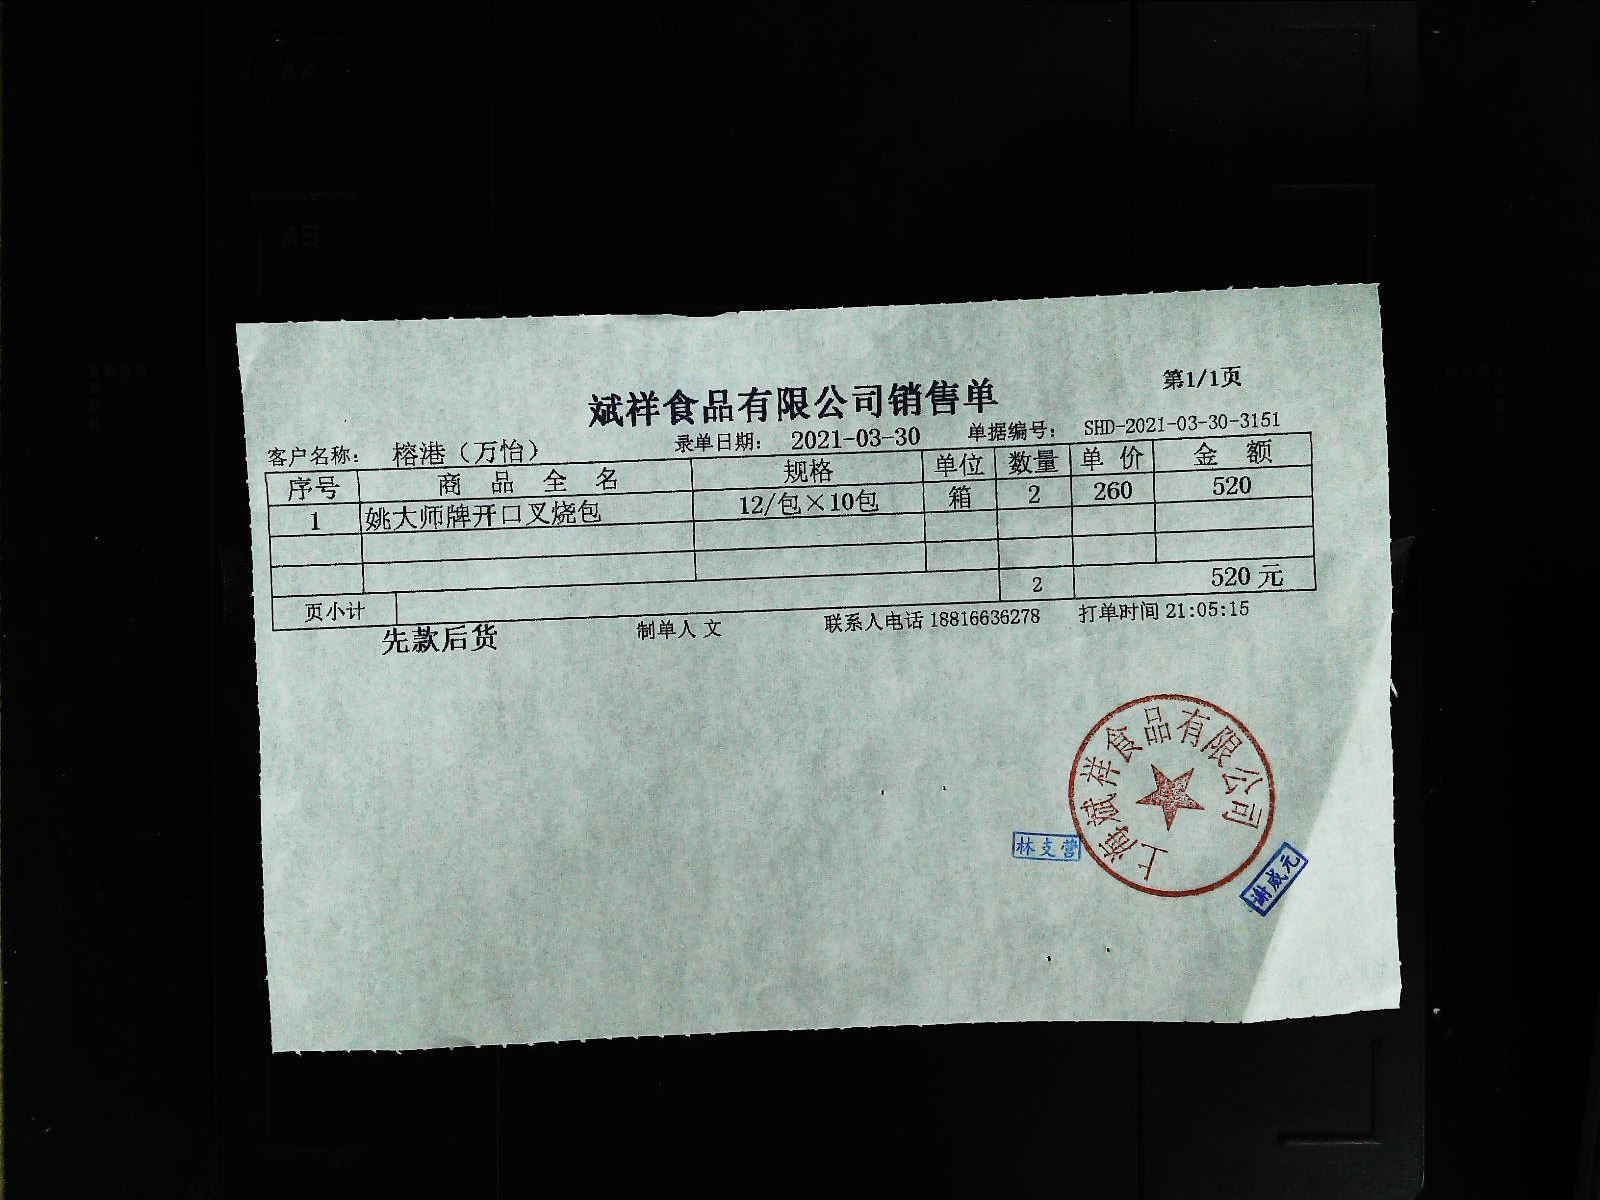 第1/1页
斌祥食品有限公司销售单
客户名称: 榕港（万怡） 录单日期: 2021-03-30 单据编号: SHD-2021-03-30-3151
序号 商品全名 规格 单位 数量 单价 金额
1 姚大师牌开口叉烧包 12/包×10包 箱 2 260 520
页小计 2 520元
先款后货 制单人 文 联系人电话 18816636278 打单时间 21:05:15
上海斌祥食品有限公司
林支营
谢成元